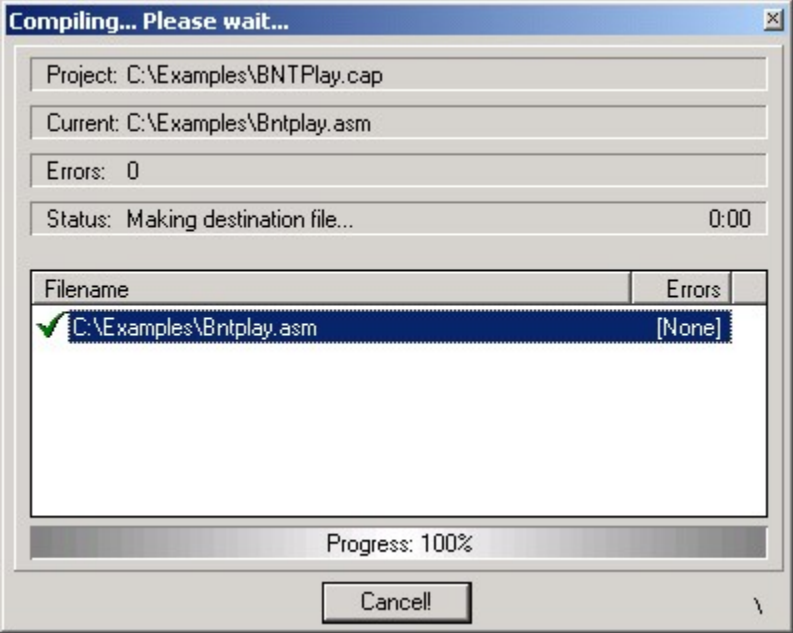 Compiling... Please wait...
Project: C:\Examples\BNTPlay.cap
Current: C:\Examples\Bntplay.asm
Errors: 0
Status: Making destination file... 0:00
Filename Errors
C:\Examples\Bntplay.asm [None]
Progress: 100%
Cancel!
\